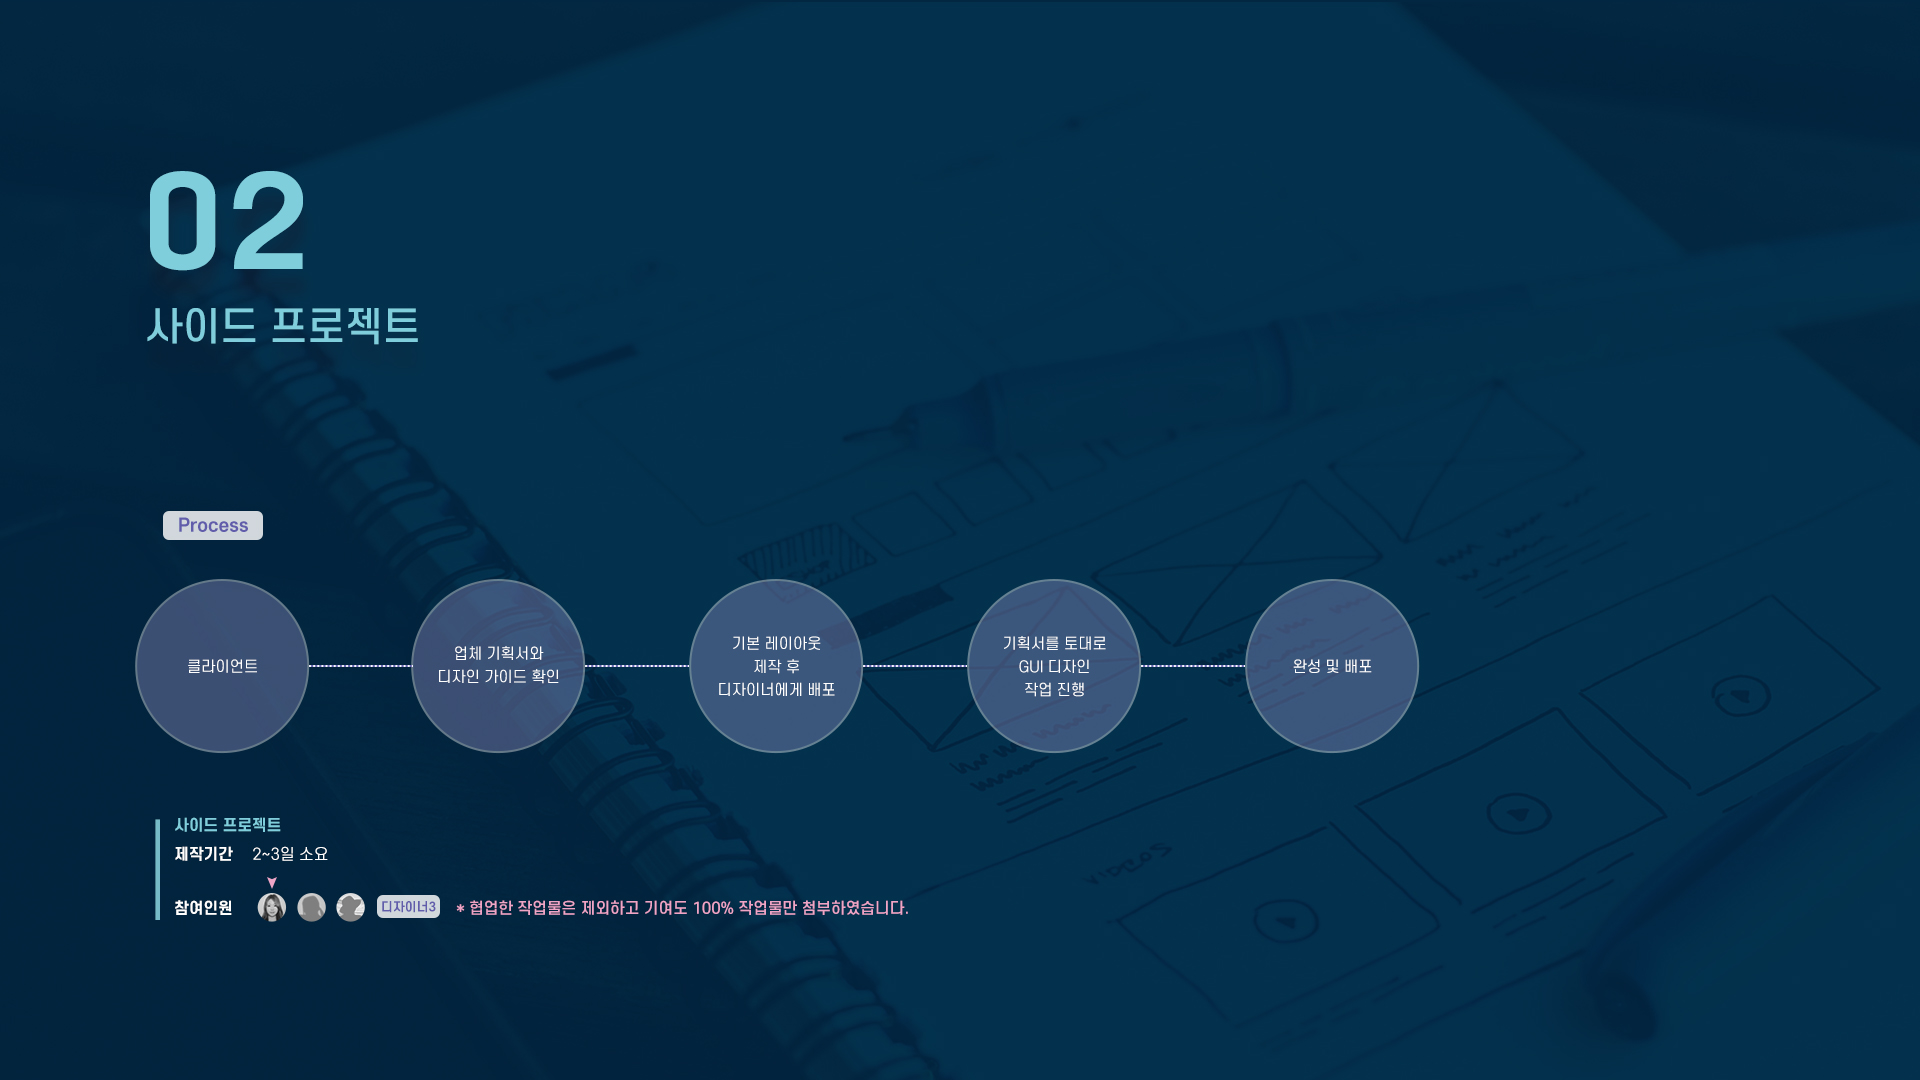 02
사이드 프로젝트
Process
클라이언트
업체 기획서와
디자인 가이드 확인
기본 레이아웃
제작 후
디자이너에게 배포
기획서를 토대로
GUI 디자인
작업 진행
완성 및 배포
사이드 프로젝트
제작기간 2~3일 소요
참여인원 디자이너3 * 협업한 작업물은 제외하고 기여도 100% 작업물만 첨부하였습니다.
VIDEOS